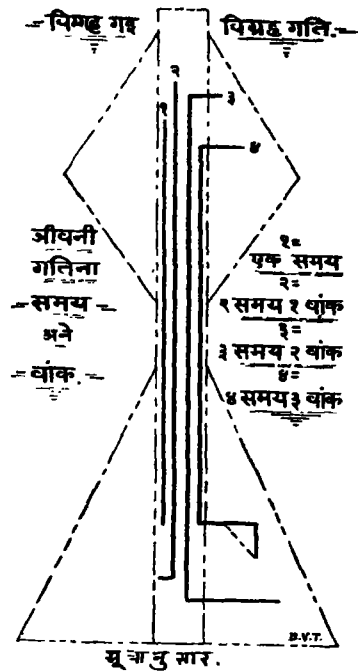 विग्गह गइ
विग्रह गति.
१
२
३
४
जीवनी
गतिना
समय
अने
वांक.
१=
एक समय
२=
२ समय १ वांक
३=
३ समय २ वांक
४=
४ समय ३ वांक
B.V.T.
सूत्रानुसार.